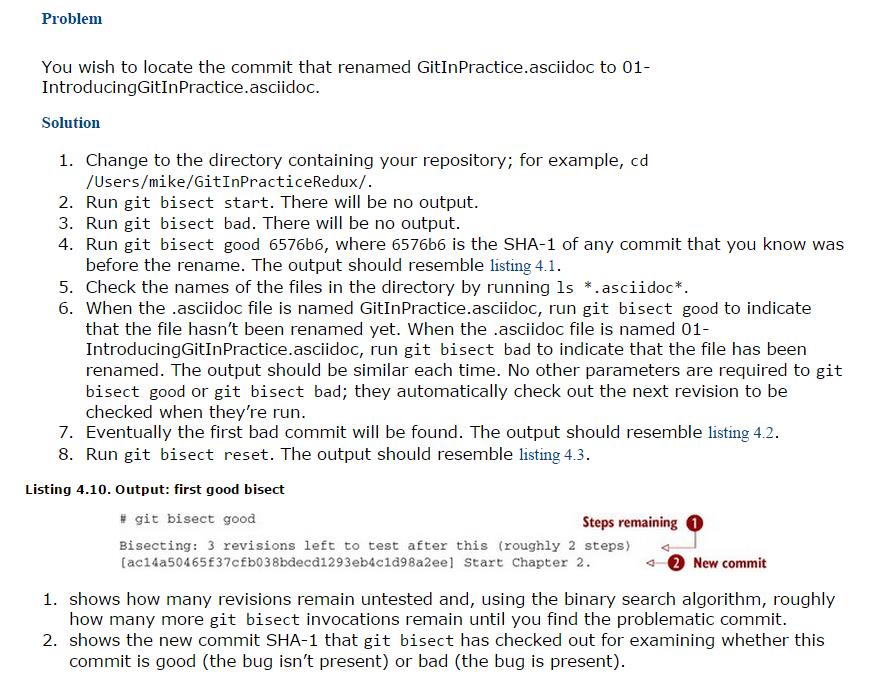 Problem
You wish to locate the commit that renamed GitInPractice.asciidoc to 01-
IntroducingGitInPractice.asciidoc.
Solution
1. Change to the directory containing your repository; for example, cd
/Users/mike/GitInPracticeRedux/.
2. Run git bisect start. There will be no output.
3. Run git bisect bad. There will be no output.
4. Run git bisect good 6576b6, where 6576b6 is the SHA-1 of any commit that you know was
before the rename. The output should resemble listing 4.1.
5. Check the names of the files in the directory by running ls *.asciidoc*.
6. When the .asciidoc file is named GitInPractice.asciidoc, run git bisect good to indicate
that the file hasn't been renamed yet. When the .asciidoc file is named 01-
IntroducingGitInPractice.asciidoc, run git bisect bad to indicate that the file has been
renamed. The output should be similar each time. No other parameters are required to git
bisect good or git bisect bad; they automatically check out the next revision to be
checked when they're run.
7. Eventually the first bad commit will be found. The output should resemble listing 4.2.
8. Run git bisect reset. The output should resemble listing 4.3.
Listing 4.10. Output: first good bisect
# git bisect good
Steps remaining 1
Bisecting: 3 revisions left to test after this (roughly 2 steps)
[ac14a50465f37cfb038bdecd1293eb4c1d98a2ee] Start Chapter 2.
2 New commit
1. shows how many revisions remain untested and, using the binary search algorithm, roughly
how many more git bisect invocations remain until you find the problematic commit.
2. shows the new commit SHA-1 that git bisect has checked out for examining whether this
commit is good (the bug isn't present) or bad (the bug is present).